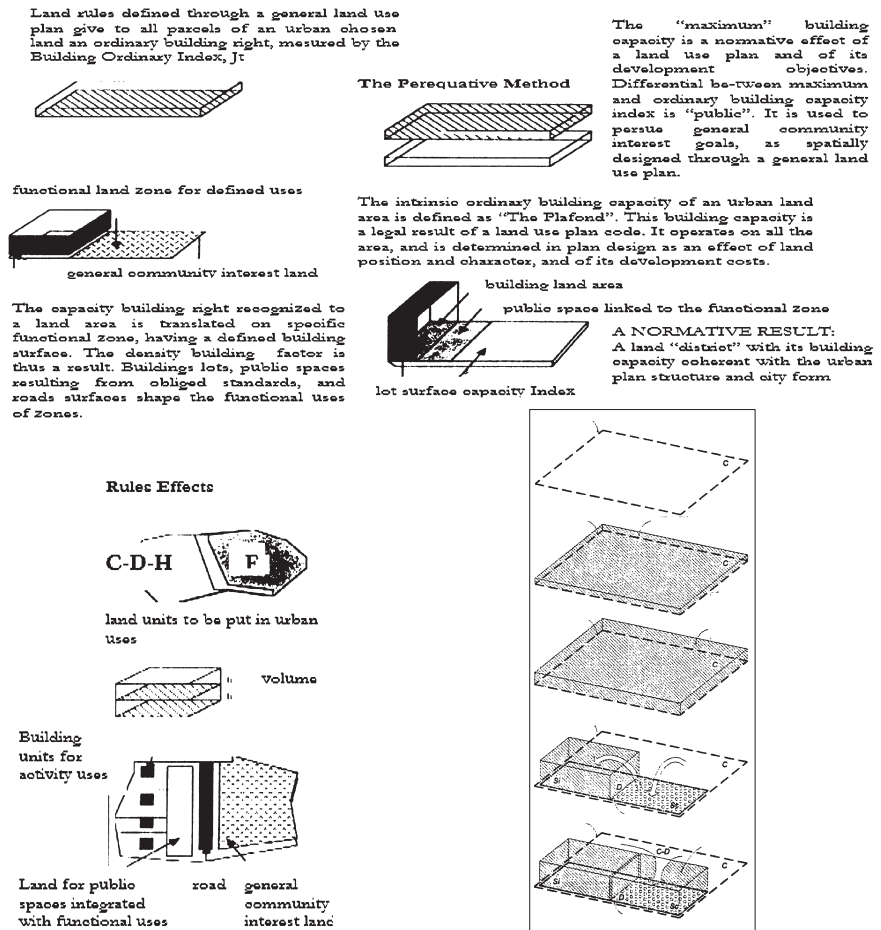 Land rules defined through a general land use
plan give to all parcels of an urban chosen
land an ordinary building right, mesured by the
Building Ordinary Index, Jt
The Perequative Method
The “maximum” building
capacity is a normative effect of
a land use plan and of its
development objectives.
Differential be-tween maximum
and ordinary building capacity
index is “public”. It is used to
persue general community
interest goals, as spatially
designed through a general land
use plan.
functional land zone for defined uses
general community interest land
The intrinsic ordinary building capacity of an urban land
area is defined as “The Plafond”. This building capacity is
a legal result of a land use plan code. It operates on all the
area, and is determined in plan design as an effect of land
position and character, and of its development costs.
building land area
public space linked to the functional zone
lot surface capacity Index
A NORMATIVE RESULT:
A land “district” with its building
capacity coherent with the urban
plan structure and city form
The capacity building right recognized to
a land area is translated on specific
functional zone, having a defined building
surface. The density building factor is
thus a result. Buildings lots, public spaces
resulting from obliged standards, and
roads surfaces shape the functional uses
of zones.
Rules Effects
C-D-H F
land units to be put in urban
uses
volume
Building
units for
activity uses
Land for public
spaces integrated
with functional uses
road
general
community
interest land
C
C
C
C
Si D Sc
C-D C
Si D Sc